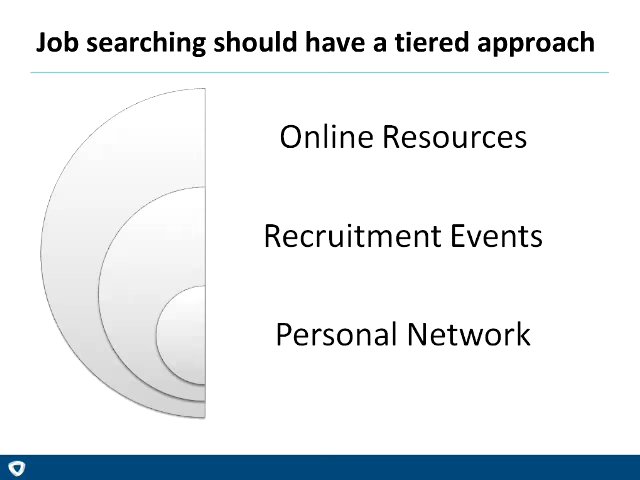 Job searching should have a tiered approach
Online Resources
Recruitment Events
Personal Network